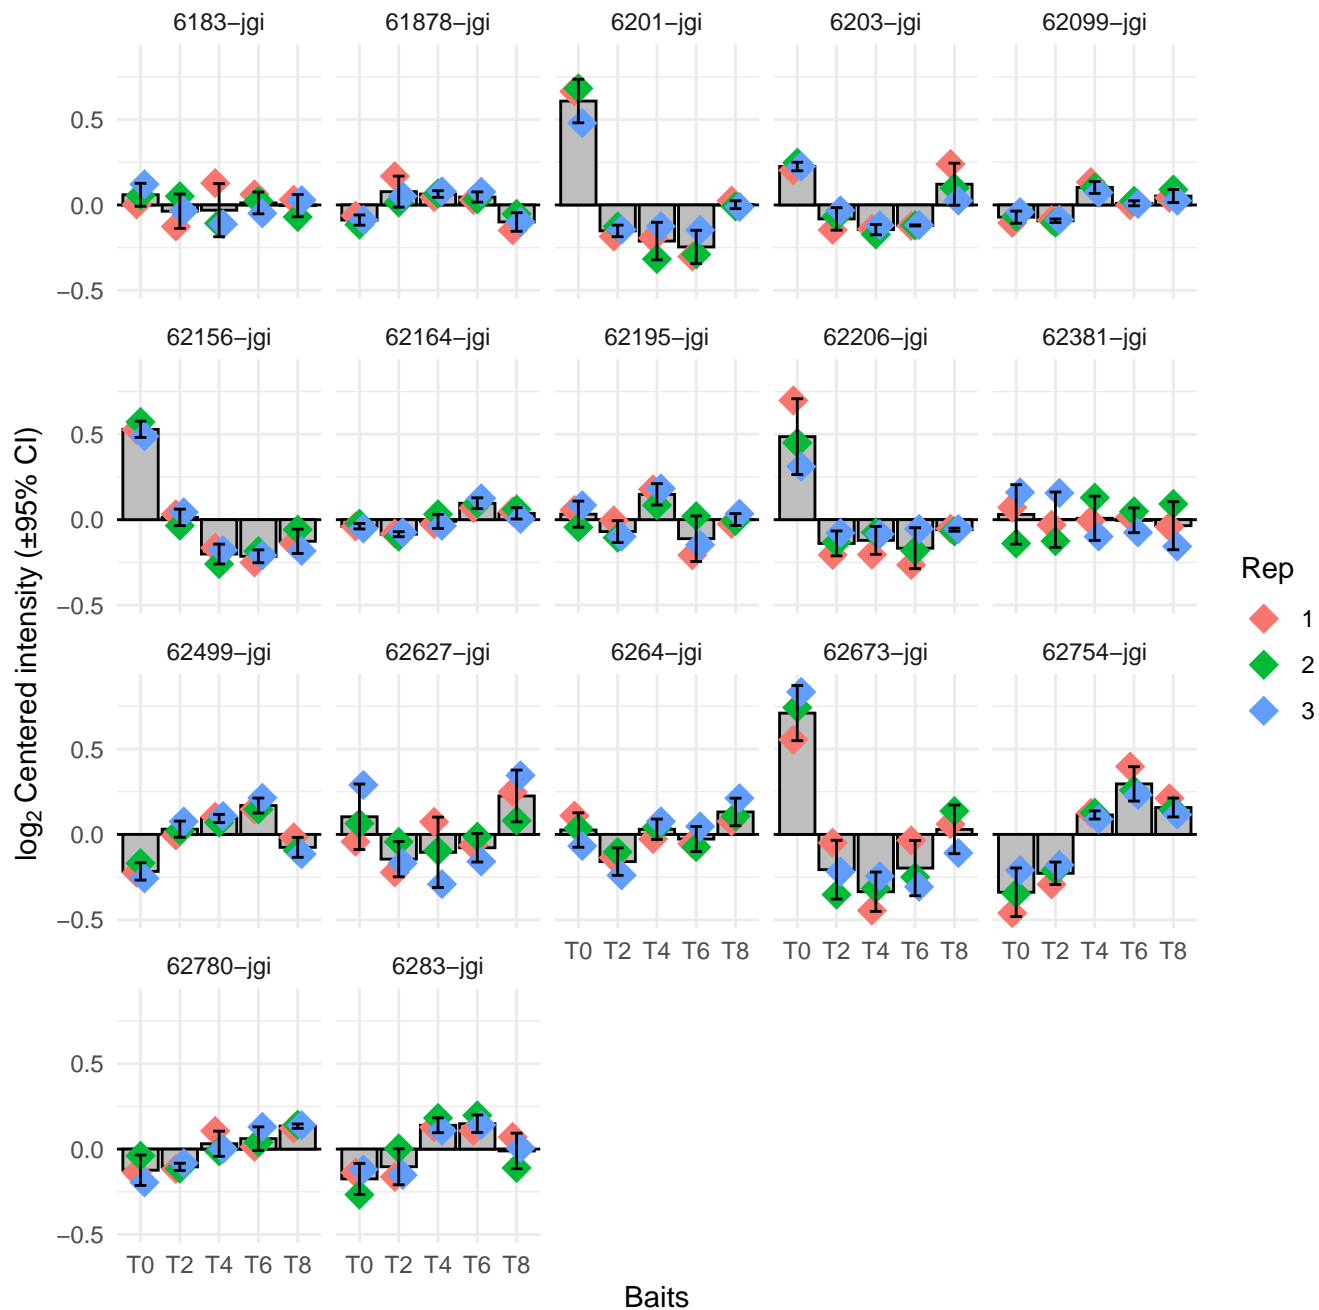 6183−jgi 61878−jgi 6201−jgi 6203−jgi 62099−jgi
0.5
0.0
−0.5
62156−jgi 62164−jgi 62195−jgi 62206−jgi 62381−jgi
0.5
0.0
−0.5
62499−jgi 62627−jgi 6264−jgi 62673−jgi 62754−jgi
0.5
0.0
−0.5
T0 T2 T4 T6 T8 T0 T2 T4 T6 T8 T0 T2 T4 T6 T8
62780−jgi 6283−jgi
0.5
0.0
−0.5
T0 T2 T4 T6 T8 T0 T2 T4 T6 T8
Baits
log2 Centered intensity (±95% CI)
Rep
1
2
3